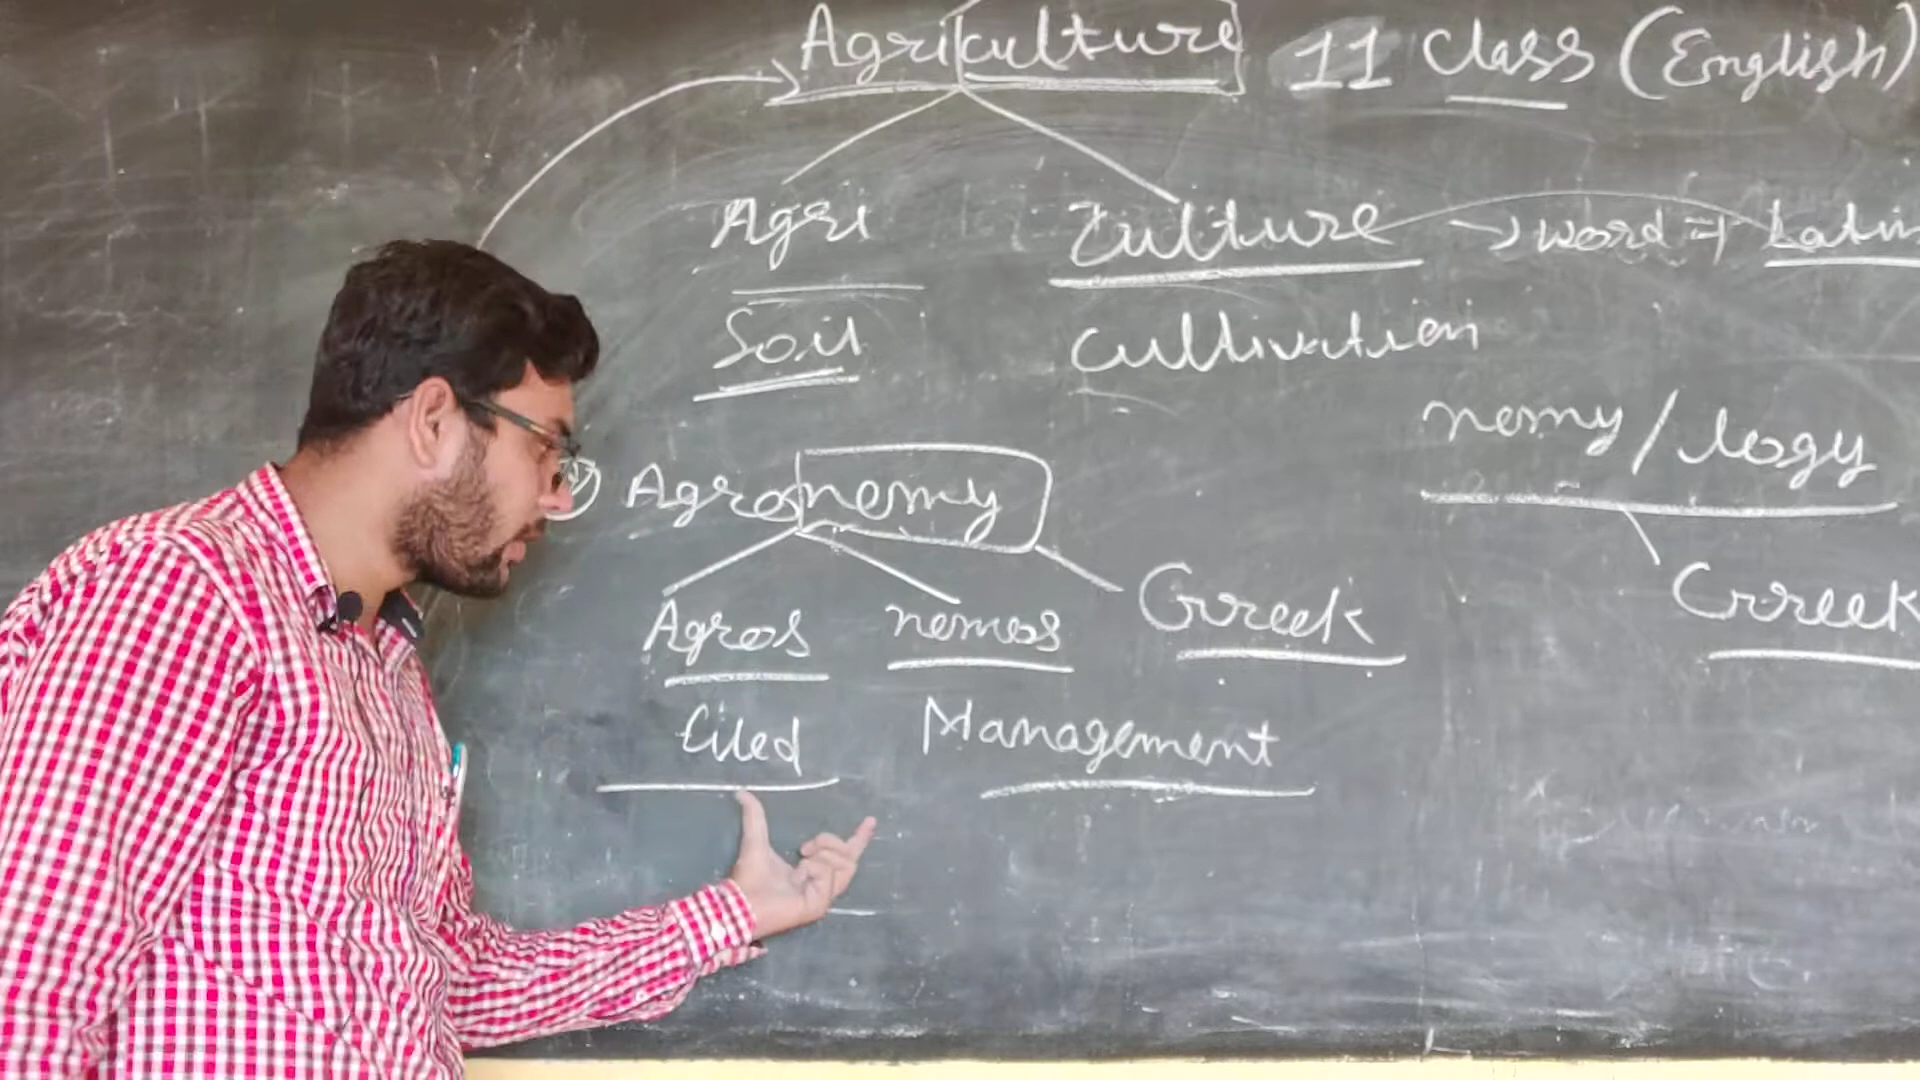 Agriculture 11 Class (English)
Agri Culture → word ⇒ Latin
Soil cultivation
nomy / logy
Agronomy
Agros nomos Greek Greek
Filed Management